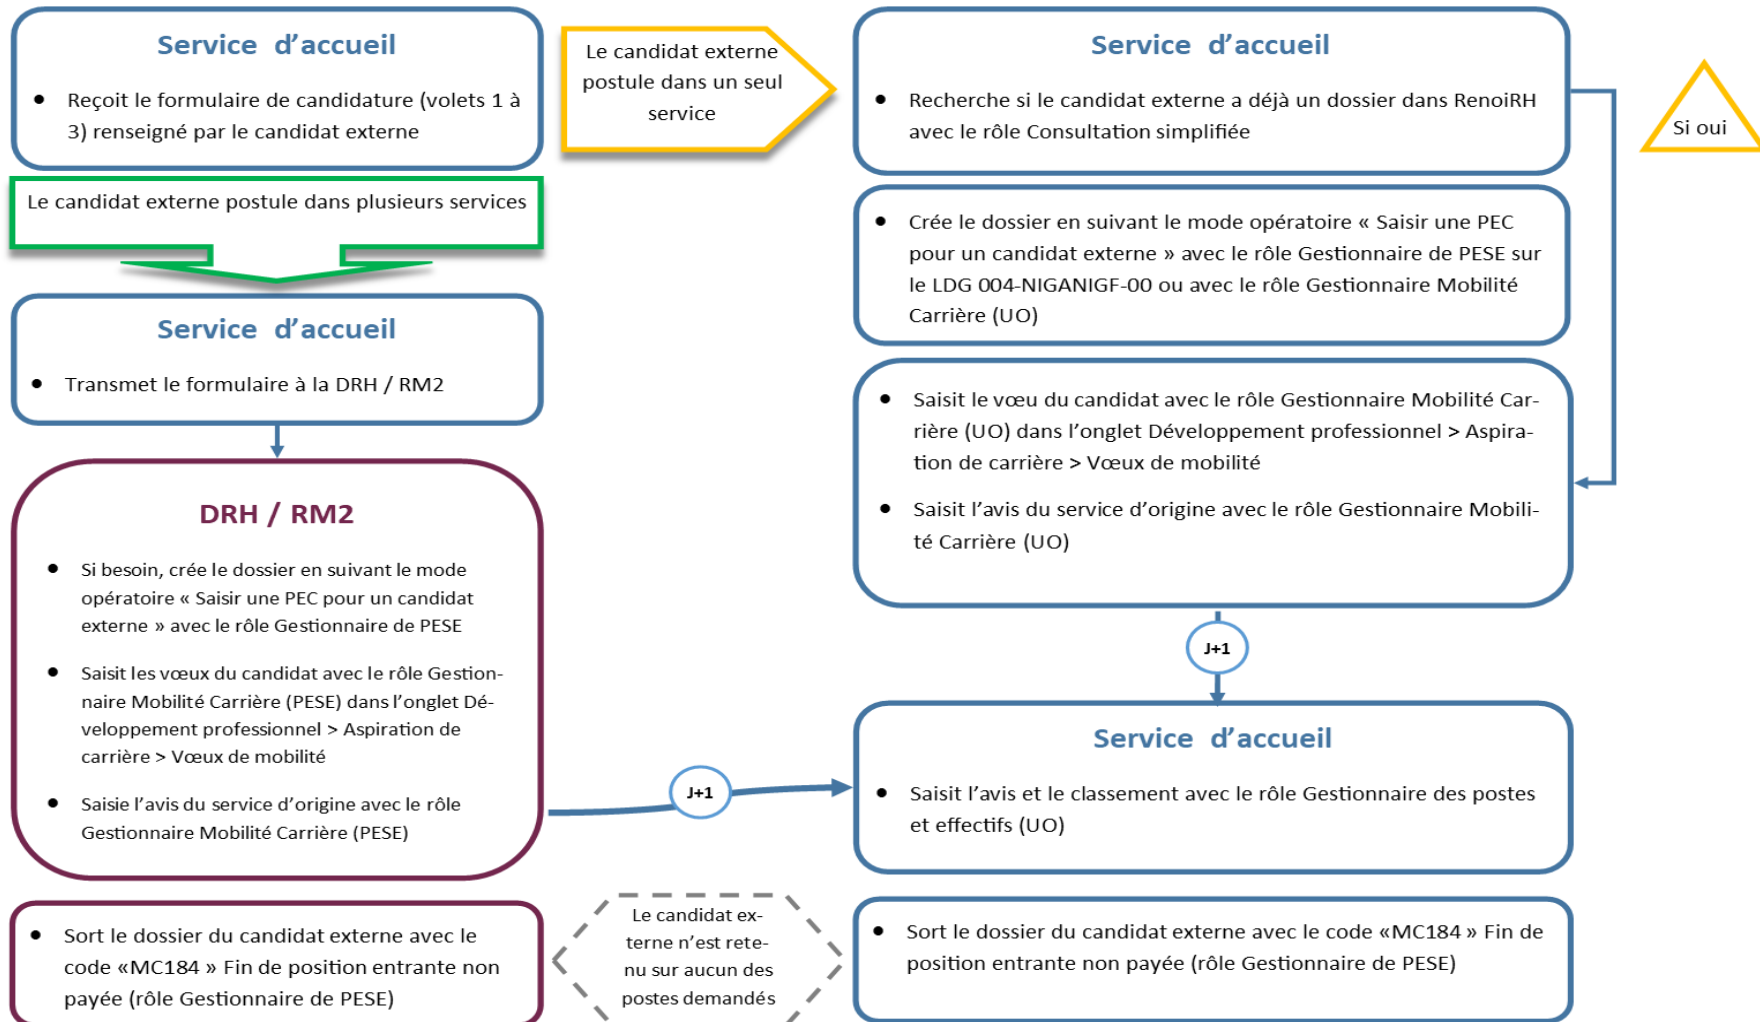 Service d’accueil
• Reçoit le formulaire de candidature (volets 1 à
3) renseigné par le candidat externe
Le candidat externe
postule dans un seul
service
Service d’accueil
• Recherche si le candidat externe a déjà un dossier dans RenoiRH
avec le rôle Consultation simplifiée
Si oui
Le candidat externe postule dans plusieurs services
• Crée le dossier en suivant le mode opératoire « Saisir une PEC
pour un candidat externe » avec le rôle Gestionnaire de PESE sur
le LDG 004-NIGANIGF-00 ou avec le rôle Gestionnaire Mobilité
Carrière (UO)
Service d’accueil
• Transmet le formulaire à la DRH / RM2
• Saisit le vœu du candidat avec le rôle Gestionnaire Mobilité Car-
rière (UO) dans l’onglet Développement professionnel > Aspira-
tion de carrière > Vœux de mobilité
• Saisit l’avis du service d’origine avec le rôle Gestionnaire Mobili-
té Carrière (UO)
DRH / RM2
• Si besoin, crée le dossier en suivant le mode
opératoire « Saisir une PEC pour un candidat
externe » avec le rôle Gestionnaire de PESE
• Saisit les vœux du candidat avec le rôle Gestion-
naire Mobilité Carrière (PESE) dans l’onglet Dé-
veloppement professionnel > Aspiration de
carrière > Vœux de mobilité
• Saisie l’avis du service d’origine avec le rôle
Gestionnaire Mobilité Carrière (PESE)
J+1
J+1
Service d’accueil
• Saisit l’avis et le classement avec le rôle Gestionnaire des postes
et effectifs (UO)
• Sort le dossier du candidat externe avec le
code «MC184 » Fin de position entrante non
payée (rôle Gestionnaire de PESE)
Le candidat ex-
terne n’est rete-
nu sur aucun des
postes demandés
• Sort le dossier du candidat externe avec le code «MC184 » Fin de
position entrante non payée (rôle Gestionnaire de PESE)